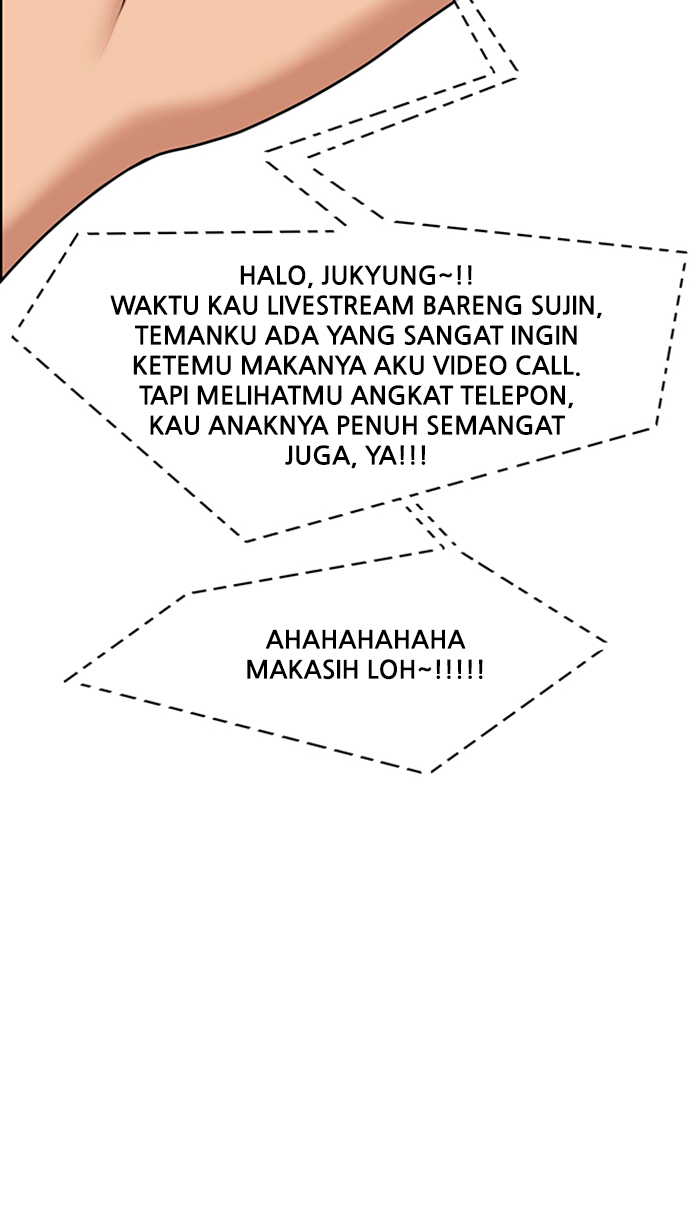 HALO, JUKYUNG~!!
WAKTU KAU LIVESTREAM BARENG SUJIN,
TEMANKU ADA YANG SANGAT INGIN
KETEMU MAKANYA AKU VIDEO CALL.
TAPI MELIHATMU ANGKAT TELEPON,
KAU ANAKNYA PENUH SEMANGAT
JUGA, YA!!!
AHAHAHAHAHA
MAKASIH LOH~!!!!!